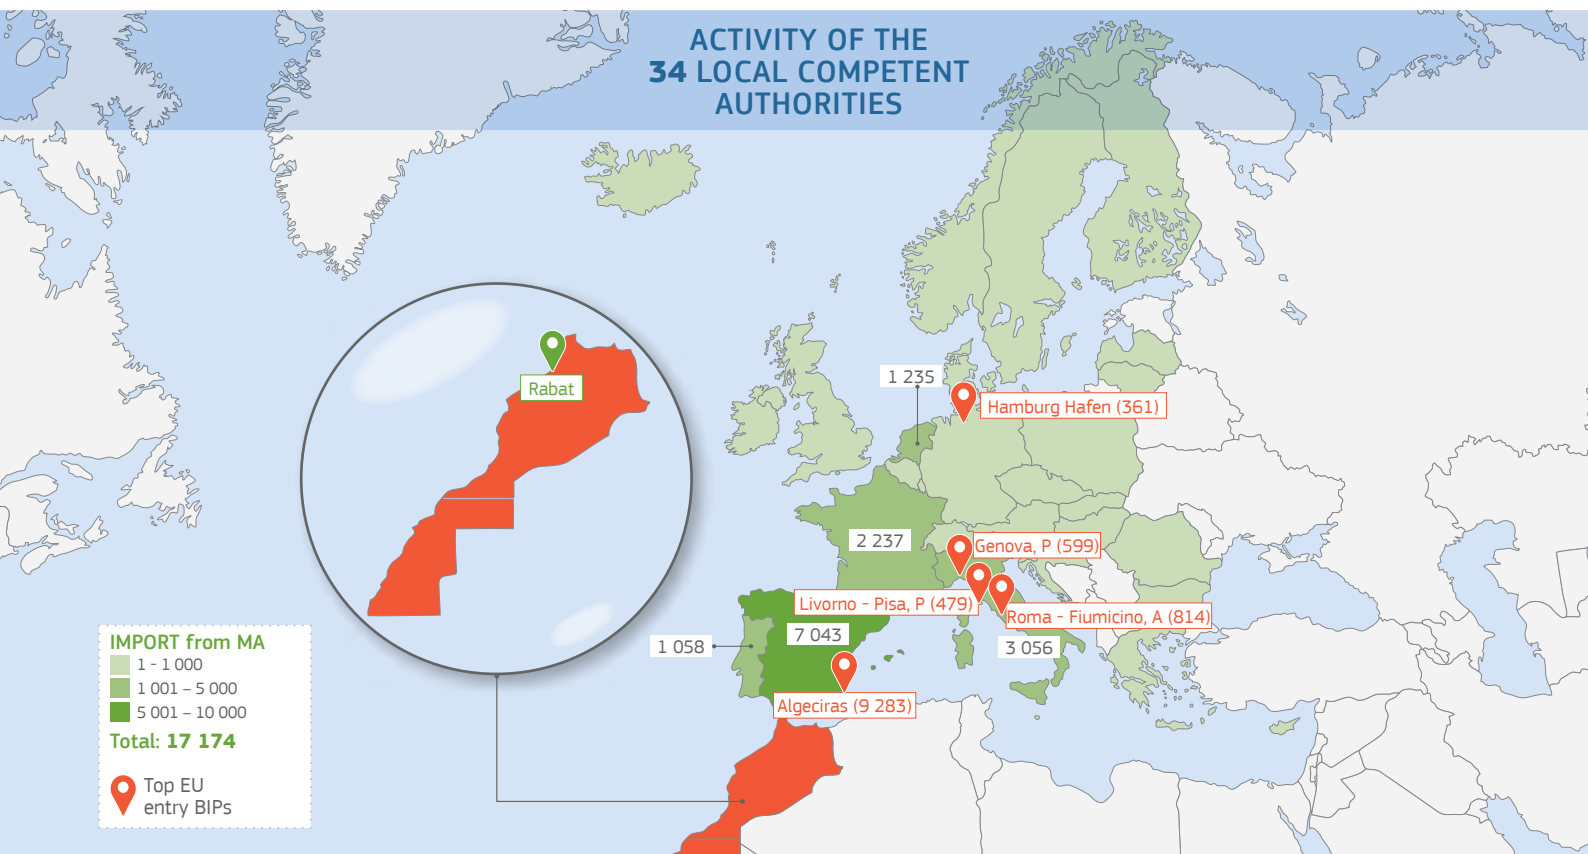 ACTIVITY OF THE
34 LOCAL COMPETENT
AUTHORITIES
Rabat
1 235
Hamburg Hafen (361)
2 237
Genova, P (599)
Livorno - Pisa, P (479)
Roma - Fiumicino, A (814)
7 043
1 058
3 056
Algeciras (9 283)
IMPORT from MA
1 - 1 000
1 001 – 5 000
5 001 – 10 000
Total: 17 174
Top EU
entry BIPs